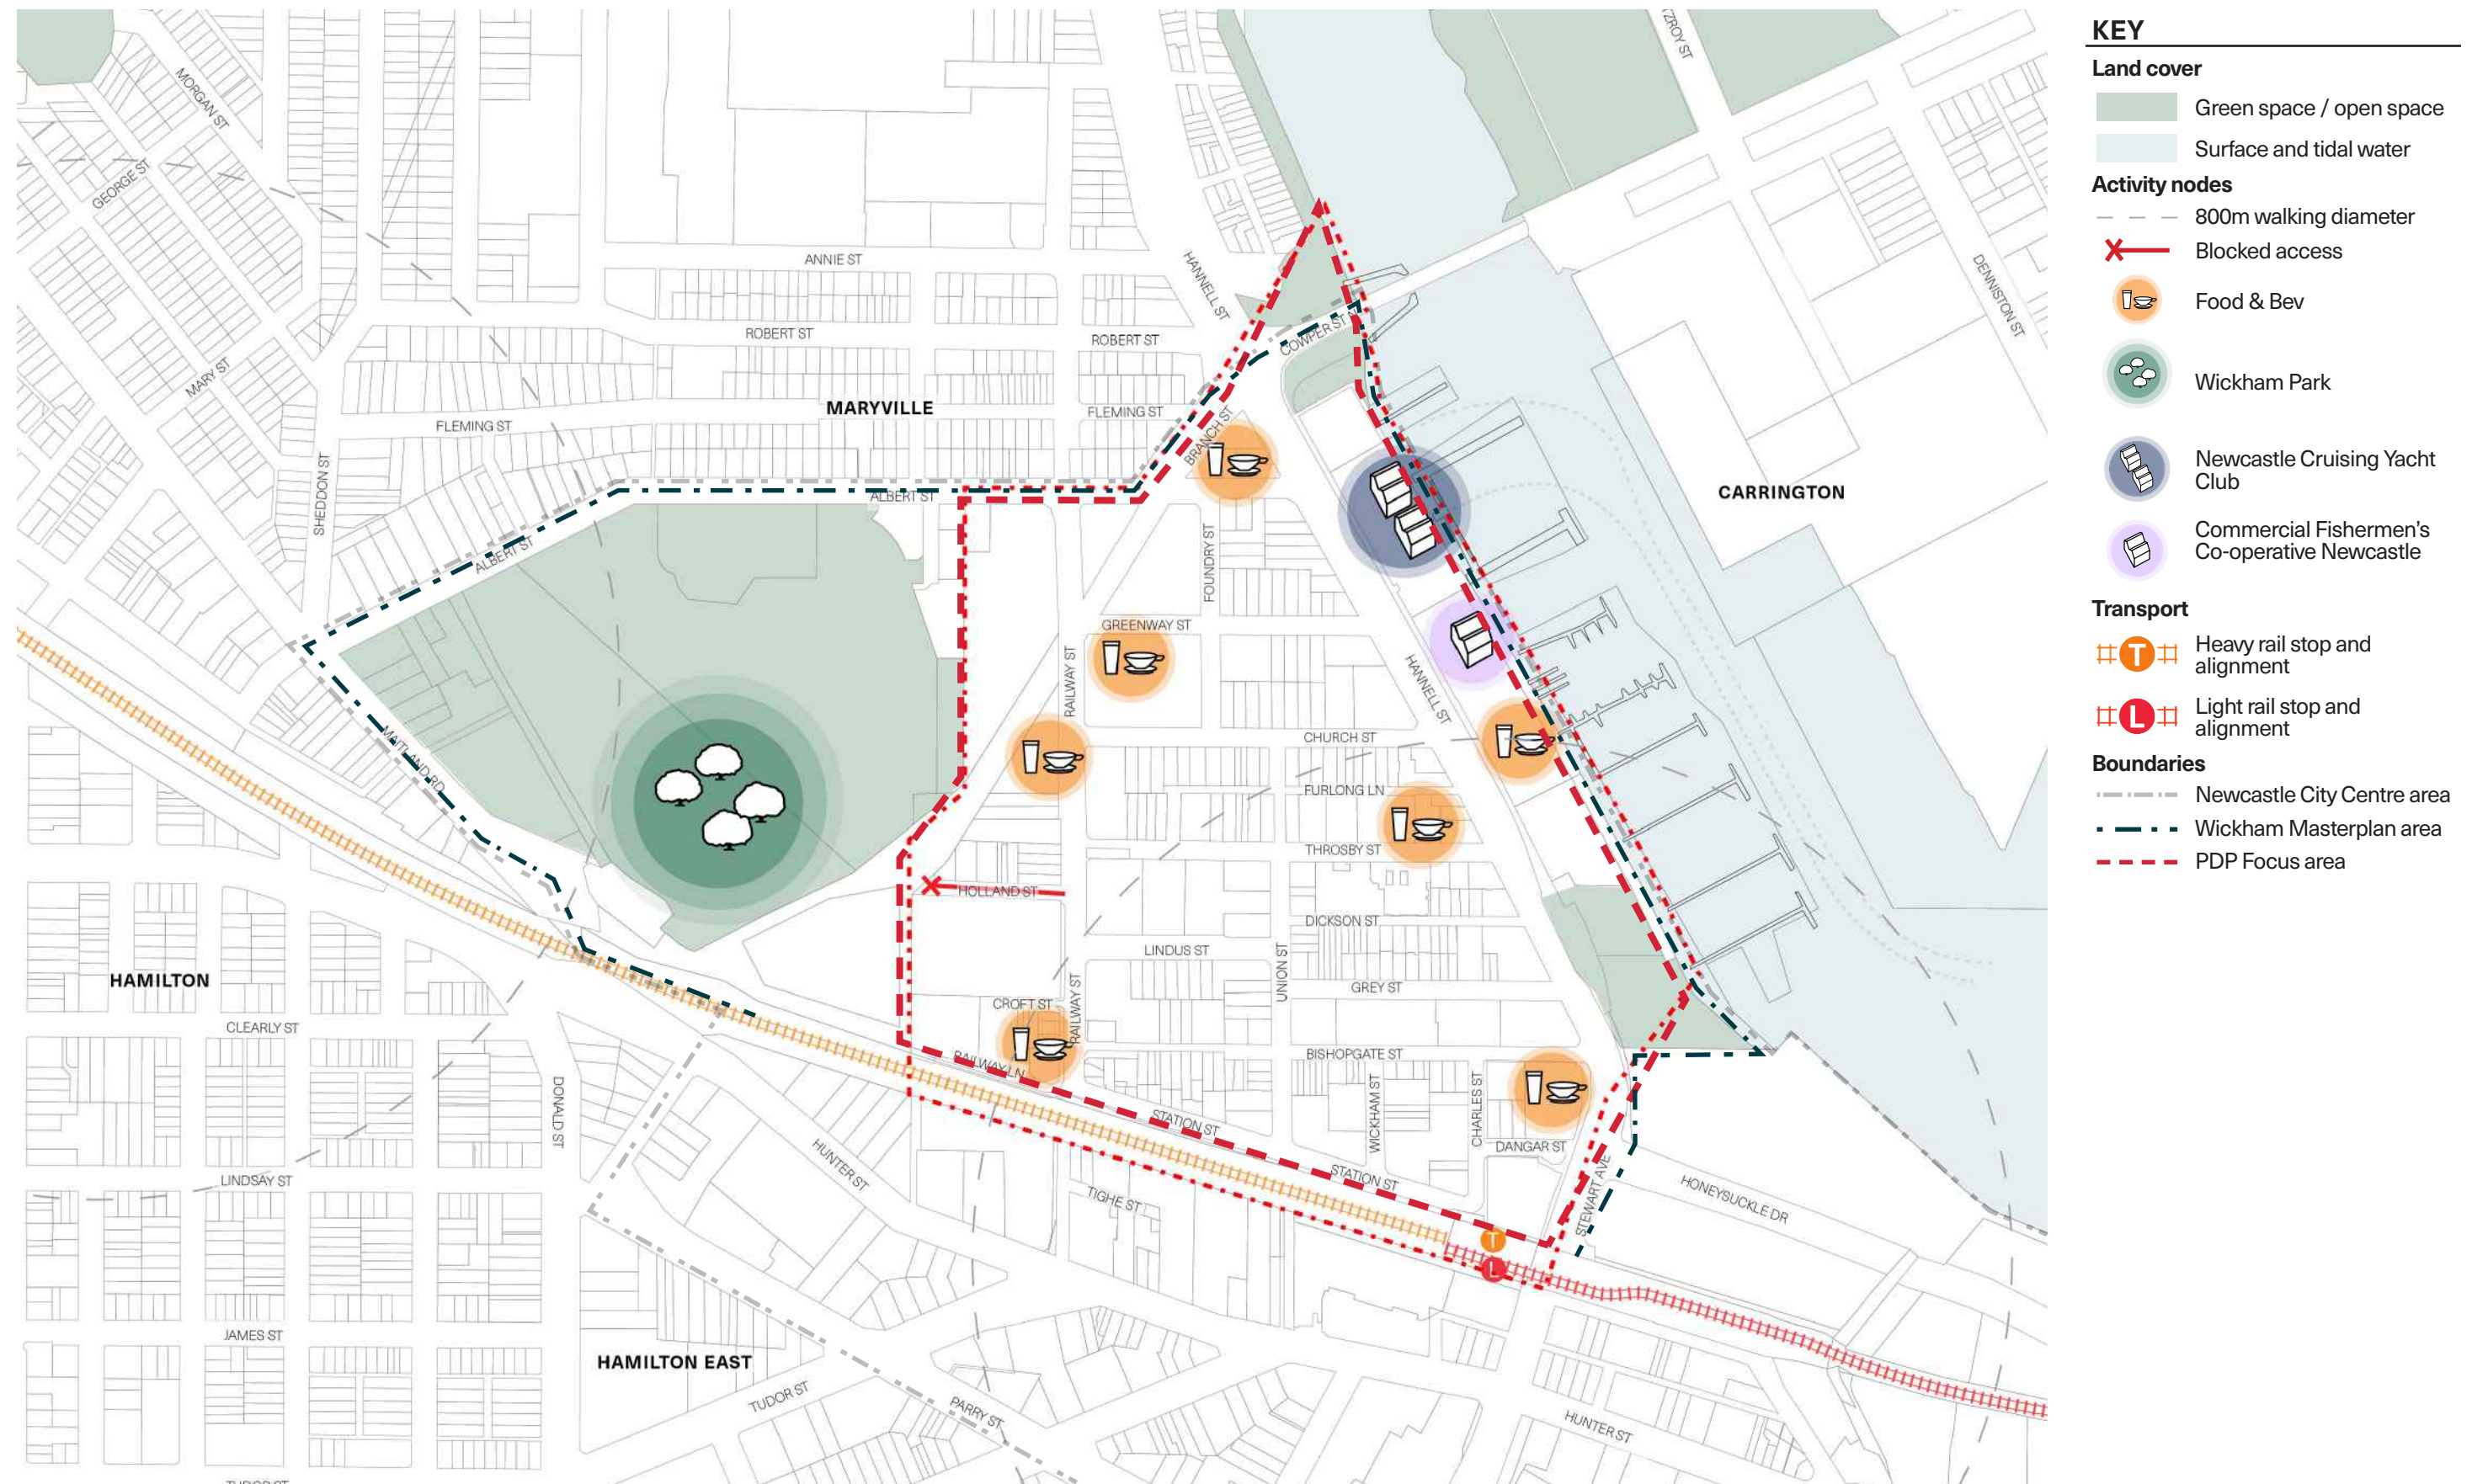 KEY
Land cover
Green space / open space
Surface and tidal water
Activity nodes
800m walking diameter
Blocked access
Food & Bev
Wickham Park
Newcastle Cruising Yacht
Club
Commercial Fishermen's
Co-operative Newcastle
Transport
T
Heavy rail stop and
alignment
L
Light rail stop and
alignment
Boundaries
Newcastle City Centre area
Wickham Masterplan area
PDP Focus area
MORGAN ST
GEORGE ST
MARY ST
SHEDDON ST
ANNIE ST
ROBERT ST
ROBERT ST
MARYVILLE
FLEMING ST
FLEMING ST
HANNELL ST
COWPER ST
BRANCH ST
DENNISTON ST
CARRINGTON
ALBERT ST
ALBERT ST
FOUNDRY ST
GREENWAY ST
RAILWAY ST
HANNELL ST
CHURCH ST
FURLONG LN
THROSBY ST
MAITLAND RD
HOLLAND ST
DICKSON ST
LINDUS ST
UNION ST
GREY ST
HAMILTON
CROFT ST
RAILWAY ST
RAILWAY LN
BISHOPGATE ST
CLEARLY ST
DONALD ST
WICKHAM ST
CHARLES ST
STATION ST
DANGAR ST
STATION ST
STEWART AVE
HONEYSUCKLE DR
HUNTER ST
LINDSAY ST
TIGHE ST
T
L
JAMES ST
HAMILTON EAST
TUDOR ST
PARRY ST
HUNTER ST